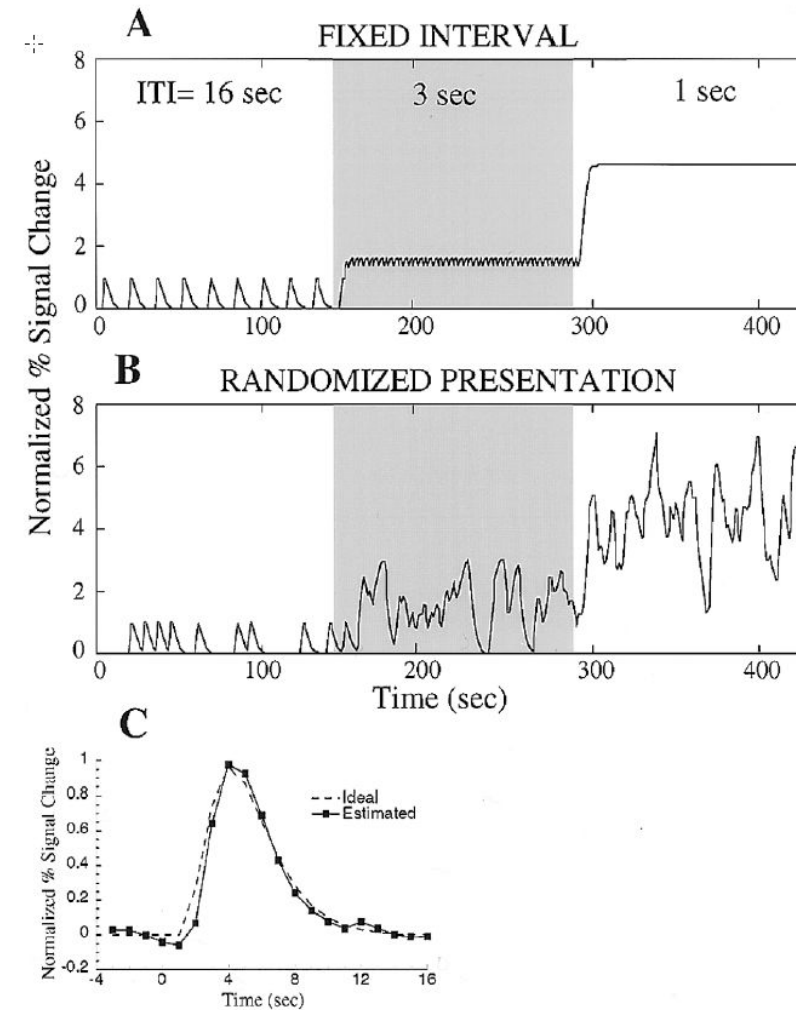 A
FIXED INTERVAL
8
ITI= 16 sec
3 sec
1 sec
6
4
2
0
0
100
200
300
400
Normalized % Signal Change
B
RANDOMIZED PRESENTATION
8
6
4
2
0
0
100
200
300
400
Time (sec)
C
Normalized % Signal Change
1
0.8
0.6
0.4
0.2
0
-0.2
Ideal
Estimated
-4
0
4
8
12
16
Time (sec)